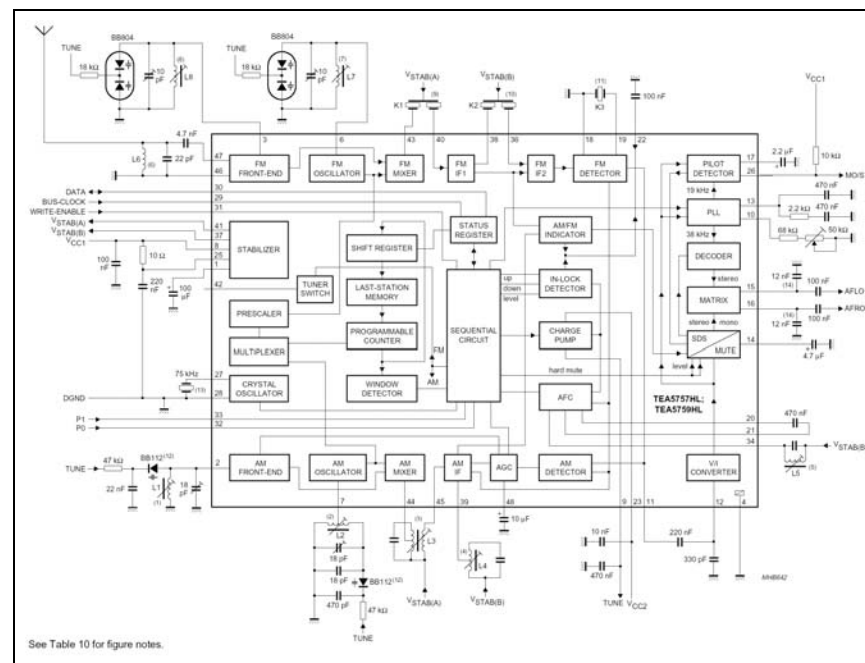 BB804
BB804
TUNE
18 kΩ
10
pF
(6)
L8
TUNE
18 kΩ
10
pF
(7)
L7
VSTAB(A)
(9)
K1
VSTAB(B)
(10)
K2
(11)
K3
100 nF
VCC1
4.7 nF
3
6
43
40
38
36
18
19
22
L6
(6)
22 pF
47
46
FM
FRONT-END
FM
OSCILLATOR
FM
MIXER
FM
IF1
FM
IF2
FM
DETECTOR
PILOT
DETECTOR
17
26
2.2 µF
10 kΩ
MO/ST
19 kHz
DATA
BUS-CLOCK
WRITE-ENABLE
30
29
31
STATUS
REGISTER
AM/FM
INDICATOR
PLL
13
10
470 nF
2.2 kΩ
470 nF
68 kΩ
50 kΩ
38 kHz
VSTAB(A)
VSTAB(B)
VCC1
41
37
8
25
1
STABILIZER
SHIFT REGISTER
DECODER
100
nF
10 Ω
220
nF
100
µF
42
TUNER
SWITCH
LAST-STATION
MEMORY
up
down
level
IN-LOCK
DETECTOR
stereo
MATRIX
15
16
12 nF
(14)
100 nF
AFLO
(14)
12 nF
100 nF
AFRO
PRESCALER
PROGRAMMABLE
COUNTER
SEQUENTIAL
CIRCUIT
CHARGE
PUMP
stereo
mono
SDS
MUTE
14
4.7 µF
MULTIPLEXER
FM
AM
hard mute
level
75 kHz
(13)
27
28
CRYSTAL
OSCILLATOR
WINDOW
DETECTOR
AFC
TEA5757HL;
TEA5759HL
DGND
P1
P0
33
32
20
21
34
470 nF
VSTAB(B)
L5
(5)
TUNE
47 kΩ
BB112(12)
22 nF
L1
(1)
18
pF
2
AM
FRONT-END
AM
OSCILLATOR
AM
MIXER
AM
IF
AGC
AM
DETECTOR
V/I
CONVERTER
7
44
45
39
48
9
23
11
12
4
(2)
L2
18 pF
18 pF
470 pF
BB112(12)
47 kΩ
TUNE
(3)
L3
VSTAB(A)
(4)
L4
VSTAB(B)
10 µF
10 nF
470 nF
TUNE
VCC2
220 nF
330 pF
MHB642
See Table 10 for figure notes.